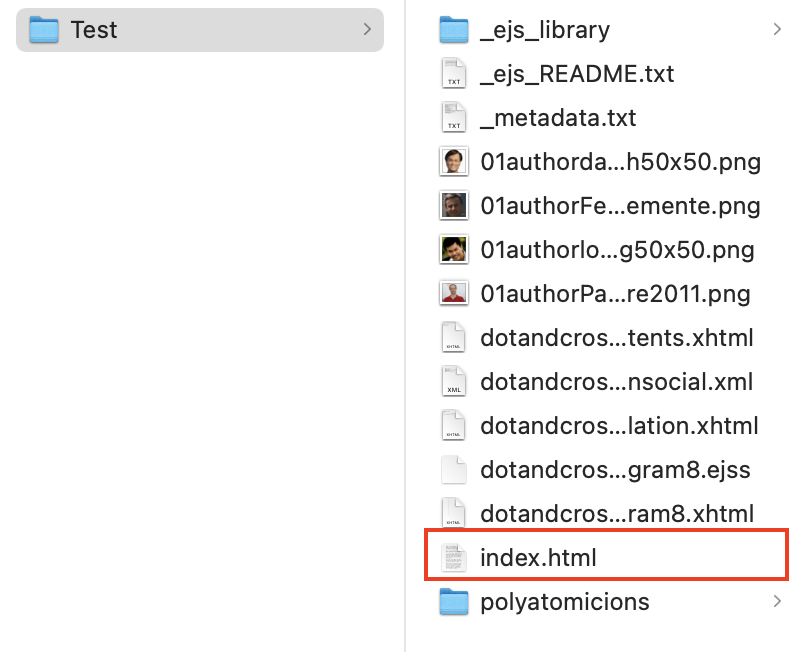 Test
_ejs_library
_ejs_README.txt
_metadata.txt
01authorda...h50x50.png
01authorFe...emente.png
01authorlo...g50x50.png
01authorPa...re2011.png
dotandcros...tents.xhtml
dotandcros...nsocial.xml
dotandcros...lation.xhtml
dotandcros...gram8.ejss
dotandcros...ram8.xhtml
index.html
polyatomicions
TXT
TXT
XHTML
XML
XHTML
XHTML